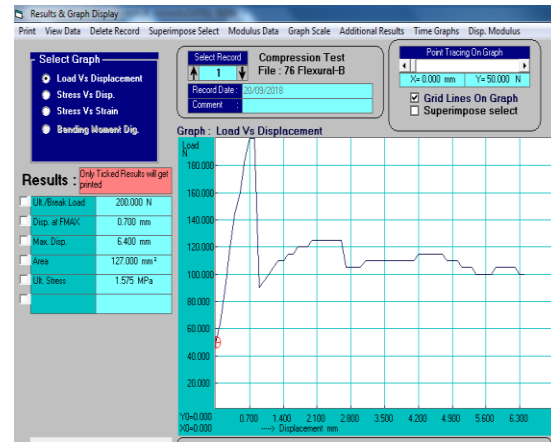 Results & Graph Display
Print View Data Delete Record Superimpose Select Modulus Data Graph Scale Additional Results Time Graphs Disp. Modulus
Select Graph
Load Vs Displacement
Stress Vs Disp.
Stress Vs Strain
Bending Moment Dig.
Select Record
1
Compression Test
File : 76 Flexural-B
Record Date : 20/09/2018
Comment :
Point Tracing On Graph
X= 0.000 mm Y= 50.000 N
Grid Lines On Graph
Superimpose select
Results :
Only Ticked Results will get
printed
Ult./Break Load 200.000 N
Disp. at FMAX 0.700 mm
Max. Disp. 6.400 mm
Area 127.000 mm²
Ult. Stress 1.575 MPa
Graph : Load Vs Displacement
Load
N
180.000
160.000
140.000
120.000
100.000
80.000
60.000
40.000
20.000
Y0=0.000
X0=0.000
0.700 1.400 2.100 2.800 3.500 4.200 4.900 5.600 6.300
----> Displacement mm